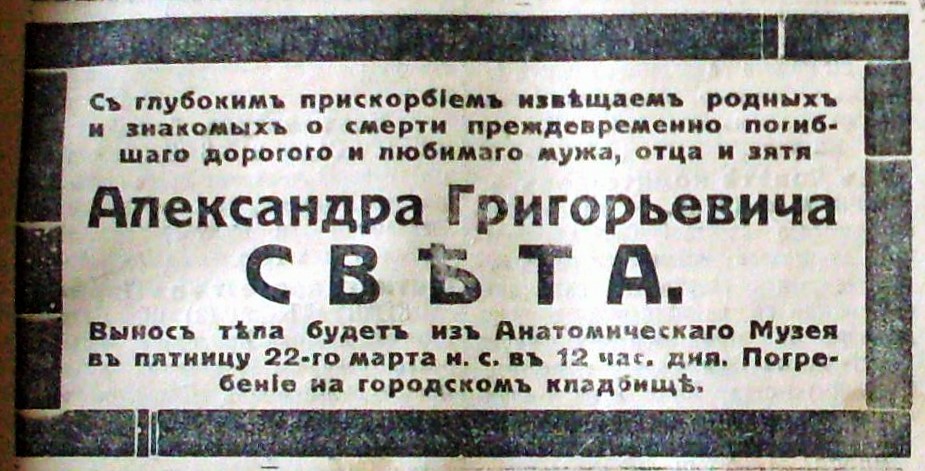 Съ глубокимъ прискорбіемъ извѣщаемъ родныхъ
и знакомыхъ о смерти преждевременно погиб-
шаго дорогого и любимаго мужа, отца и зятя
Александра Григорьевича
СВѢТА.
Выносъ тѣла будетъ изъ Анатомическаго Музея
въ пятницу 22-го марта н. с. въ 12 час. дня. Погре-
беніе на городскомъ кладбищѣ.